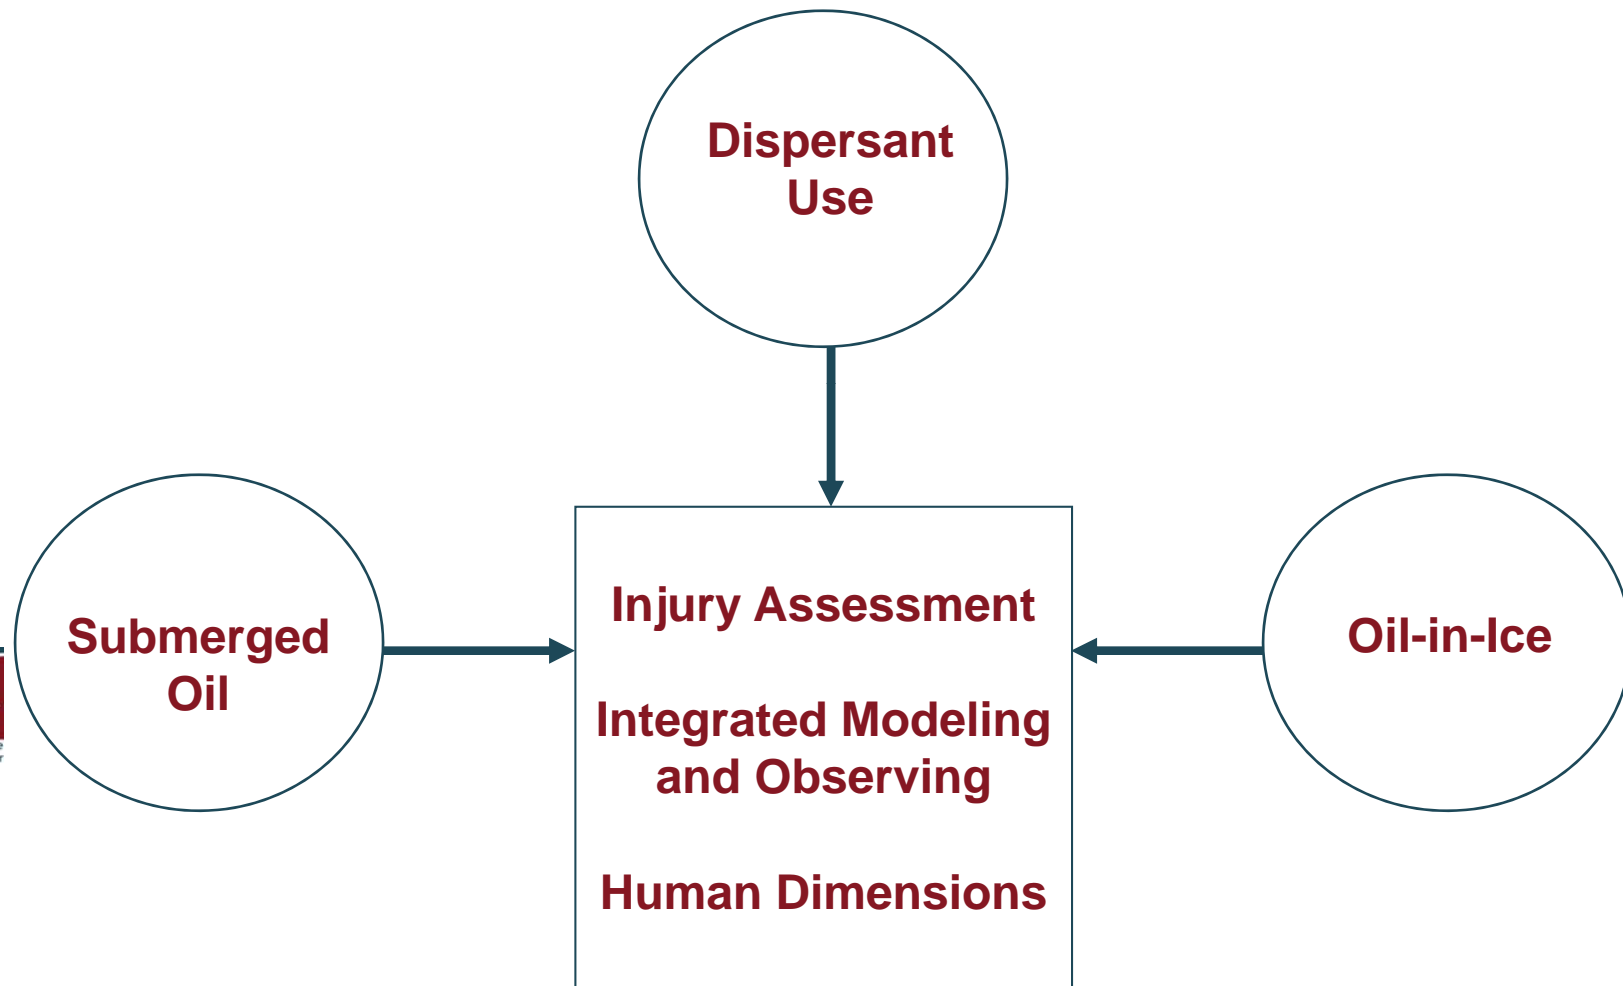 Dispersant
Use
Submerged
Oil
Injury Assessment
Integrated Modeling
and Observing
Human Dimensions
Oil-in-Ice